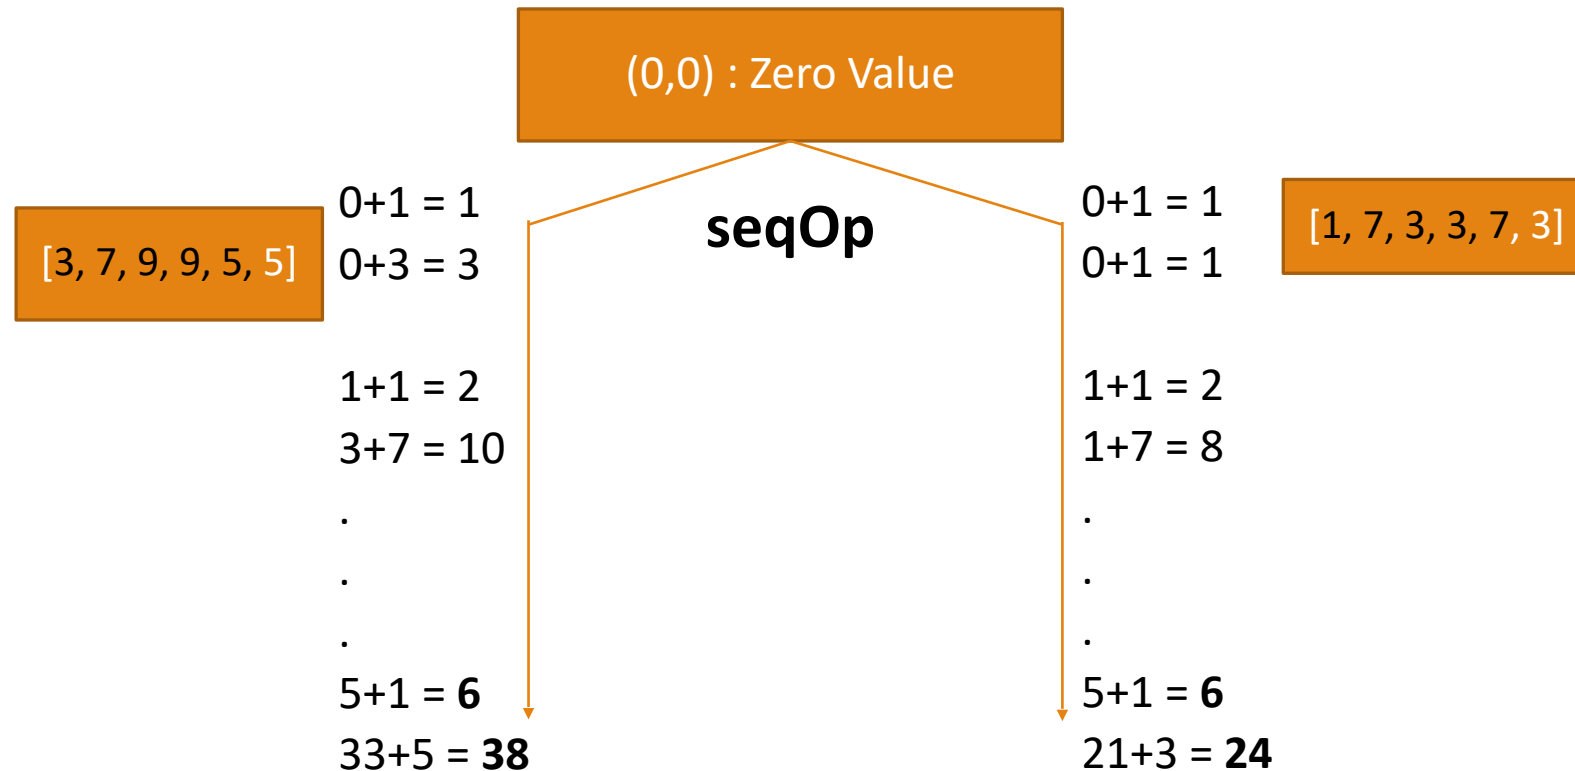 (0,0) : Zero Value
seqOp
[3, 7, 9, 9, 5, 5]
0+1 = 1
0+3 = 3
1+1 = 2
3+7 = 10
.
.
.
5+1 = 6
33+5 = 38
0+1 = 1
0+1 = 1
1+1 = 2
1+7 = 8
.
.
.
5+1 = 6
21+3 = 24
[1, 7, 3, 3, 7, 3]